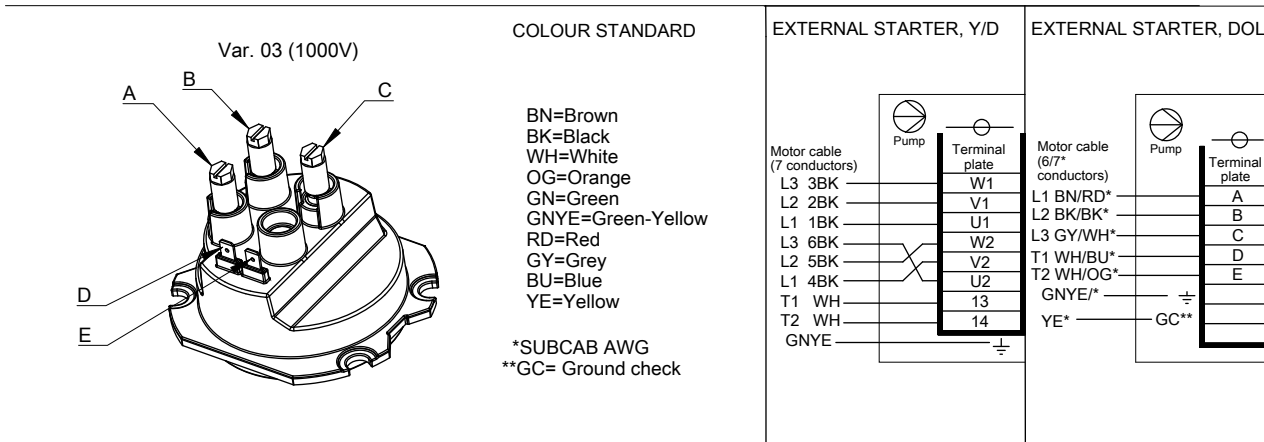 Var. 03 (1000V)
A
B
C
D
E
COLOUR STANDARD
BN=Brown
BK=Black
WH=White
OG=Orange
GN=Green
GNYE=Green-Yellow
RD=Red
GY=Grey
BU=Blue
YE=Yellow
*SUBCAB AWG
**GC= Ground check
EXTERNAL STARTER, Y/D
Pump
Motor cable
(7 conductors)
Terminal
plate
L3 3BK W1
L2 2BK V1
L1 1BK U1
L3 6BK W2
L2 5BK V2
L1 4BK U2
T1 WH 13
T2 WH 14
GNYE
EXTERNAL STARTER, DOL
Pump
Motor cable
(6/7*
conductors)
Terminal
plate
L1 BN/RD* A
L2 BK/BK* B
L3 GY/WH* C
T1 WH/BU* D
T2 WH/OG* E
GNYE/*
YE* GC**